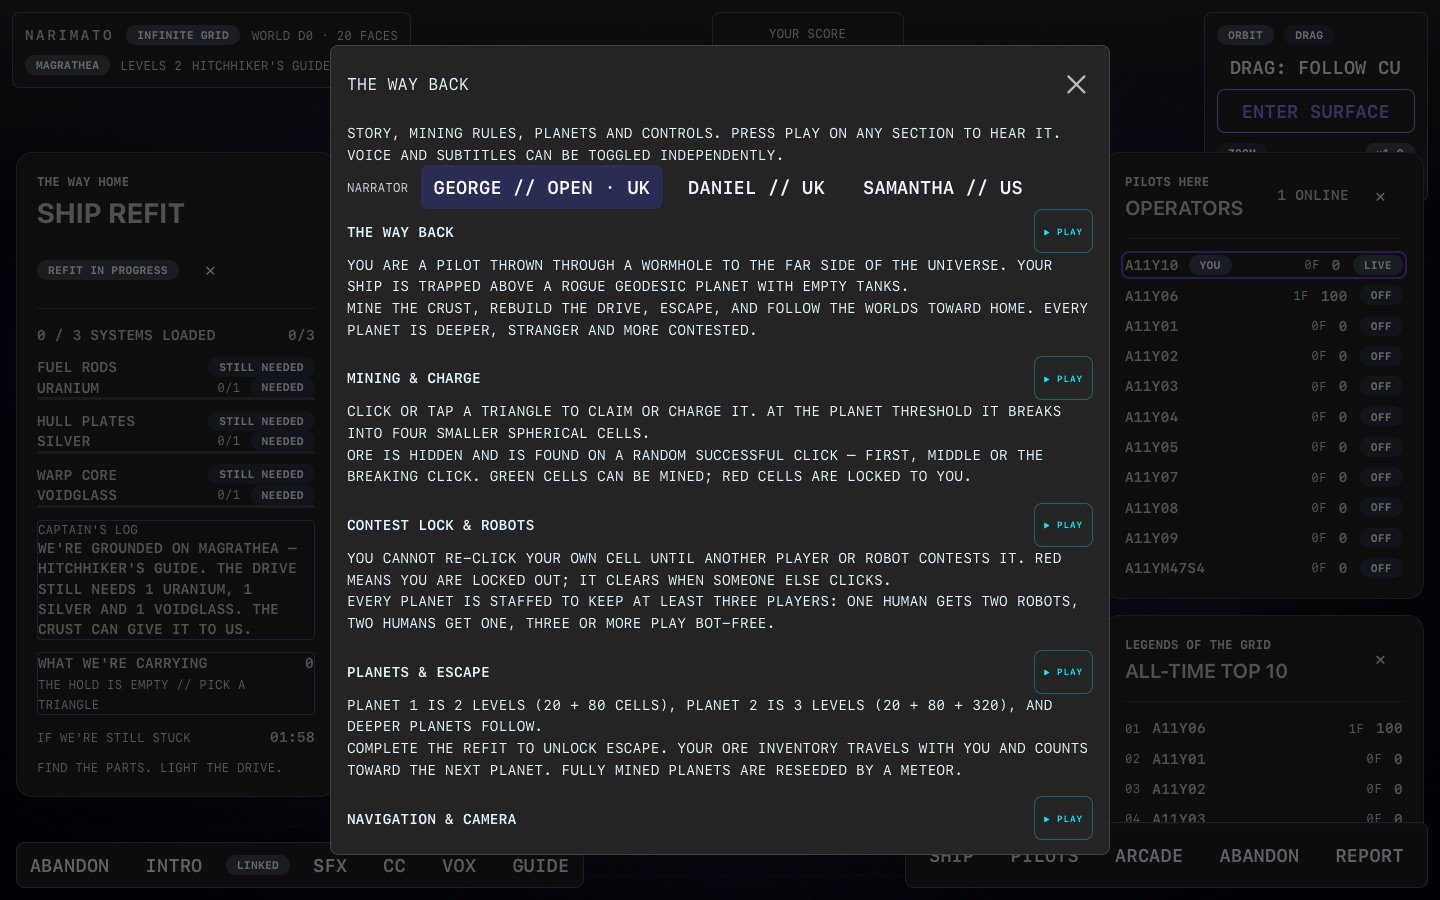 NARIMATO INFINITE GRID WORLD D0 · 20 FACES
MAGRATHEA LEVELS 2 HITCHHIKER'S GUIDE
YOUR SCORE
ORBIT DRAG
DRAG: FOLLOW CU
ENTER SURFACE
THE WAY HOME
SHIP REFIT
REFIT IN PROGRESS ×
0 / 3 SYSTEMS LOADED 0/3
FUEL RODS STILL NEEDED
URANIUM 0/1 NEEDED
HULL PLATES STILL NEEDED
SILVER 0/1 NEEDED
WARP CORE STILL NEEDED
VOIDGLASS 0/1 NEEDED
CAPTAIN'S LOG
WE'RE GROUNDED ON MAGRATHEA —
HITCHHIKER'S GUIDE. THE DRIVE
STILL NEEDS 1 URANIUM, 1
SILVER AND 1 VOIDGLASS. THE
CRUST CAN GIVE IT TO US.
WHAT WE'RE CARRYING 0
THE HOLD IS EMPTY // PICK A
TRIANGLE
IF WE'RE STILL STUCK 01:58
FIND THE PARTS. LIGHT THE DRIVE.
THE WAY BACK
STORY, MINING RULES, PLANETS AND CONTROLS. PRESS PLAY ON ANY SECTION TO HEAR IT.
VOICE AND SUBTITLES CAN BE TOGGLED INDEPENDENTLY.
NARRATOR GEORGE // OPEN · UK DANIEL // UK SAMANTHA // US
THE WAY BACK ▶ PLAY
YOU ARE A PILOT THROWN THROUGH A WORMHOLE TO THE FAR SIDE OF THE UNIVERSE. YOUR
SHIP IS TRAPPED ABOVE A ROGUE GEODESIC PLANET WITH EMPTY TANKS.
MINE THE CRUST, REBUILD THE DRIVE, ESCAPE, AND FOLLOW THE WORLDS TOWARD HOME. EVERY
PLANET IS DEEPER, STRANGER AND MORE CONTESTED.
MINING & CHARGE ▶ PLAY
CLICK OR TAP A TRIANGLE TO CLAIM OR CHARGE IT. AT THE PLANET THRESHOLD IT BREAKS
INTO FOUR SMALLER SPHERICAL CELLS.
ORE IS HIDDEN AND IS FOUND ON A RANDOM SUCCESSFUL CLICK — FIRST, MIDDLE OR THE
BREAKING CLICK. GREEN CELLS CAN BE MINED; RED CELLS ARE LOCKED TO YOU.
CONTEST LOCK & ROBOTS ▶ PLAY
YOU CANNOT RE-CLICK YOUR OWN CELL UNTIL ANOTHER PLAYER OR ROBOT CONTESTS IT. RED
MEANS YOU ARE LOCKED OUT; IT CLEARS WHEN SOMEONE ELSE CLICKS.
EVERY PLANET IS STAFFED TO KEEP AT LEAST THREE PLAYERS: ONE HUMAN GETS TWO ROBOTS,
TWO HUMANS GET ONE, THREE OR MORE PLAY BOT-FREE.
PLANETS & ESCAPE ▶ PLAY
PLANET 1 IS 2 LEVELS (20 + 80 CELLS), PLANET 2 IS 3 LEVELS (20 + 80 + 320), AND
DEEPER PLANETS FOLLOW.
COMPLETE THE REFIT TO UNLOCK ESCAPE. YOUR ORE INVENTORY TRAVELS WITH YOU AND COUNTS
TOWARD THE NEXT PLANET. FULLY MINED PLANETS ARE RESEEDED BY A METEOR.
NAVIGATION & CAMERA ▶ PLAY
PILOTS HERE
OPERATORS 1 ONLINE ×
A11Y10 YOU 0F 0 LIVE
A11Y06 1F 100 OFF
A11Y01 0F 0 OFF
A11Y02 0F 0 OFF
A11Y03 0F 0 OFF
A11Y04 0F 0 OFF
A11Y05 0F 0 OFF
A11Y07 0F 0 OFF
A11Y08 0F 0 OFF
A11Y09 0F 0 OFF
A11YM47S4 0F 0 OFF
LEGENDS OF THE GRID
ALL-TIME TOP 10 ×
01 A11Y06 1F 100
02 A11Y01 0F 0
03 A11Y02 0F 0
04 A11Y03 0F 0
ABANDON INTRO LINKED SFX CC VOX GUIDE
SHIP PILOTS ARCADE ABANDON REPORT